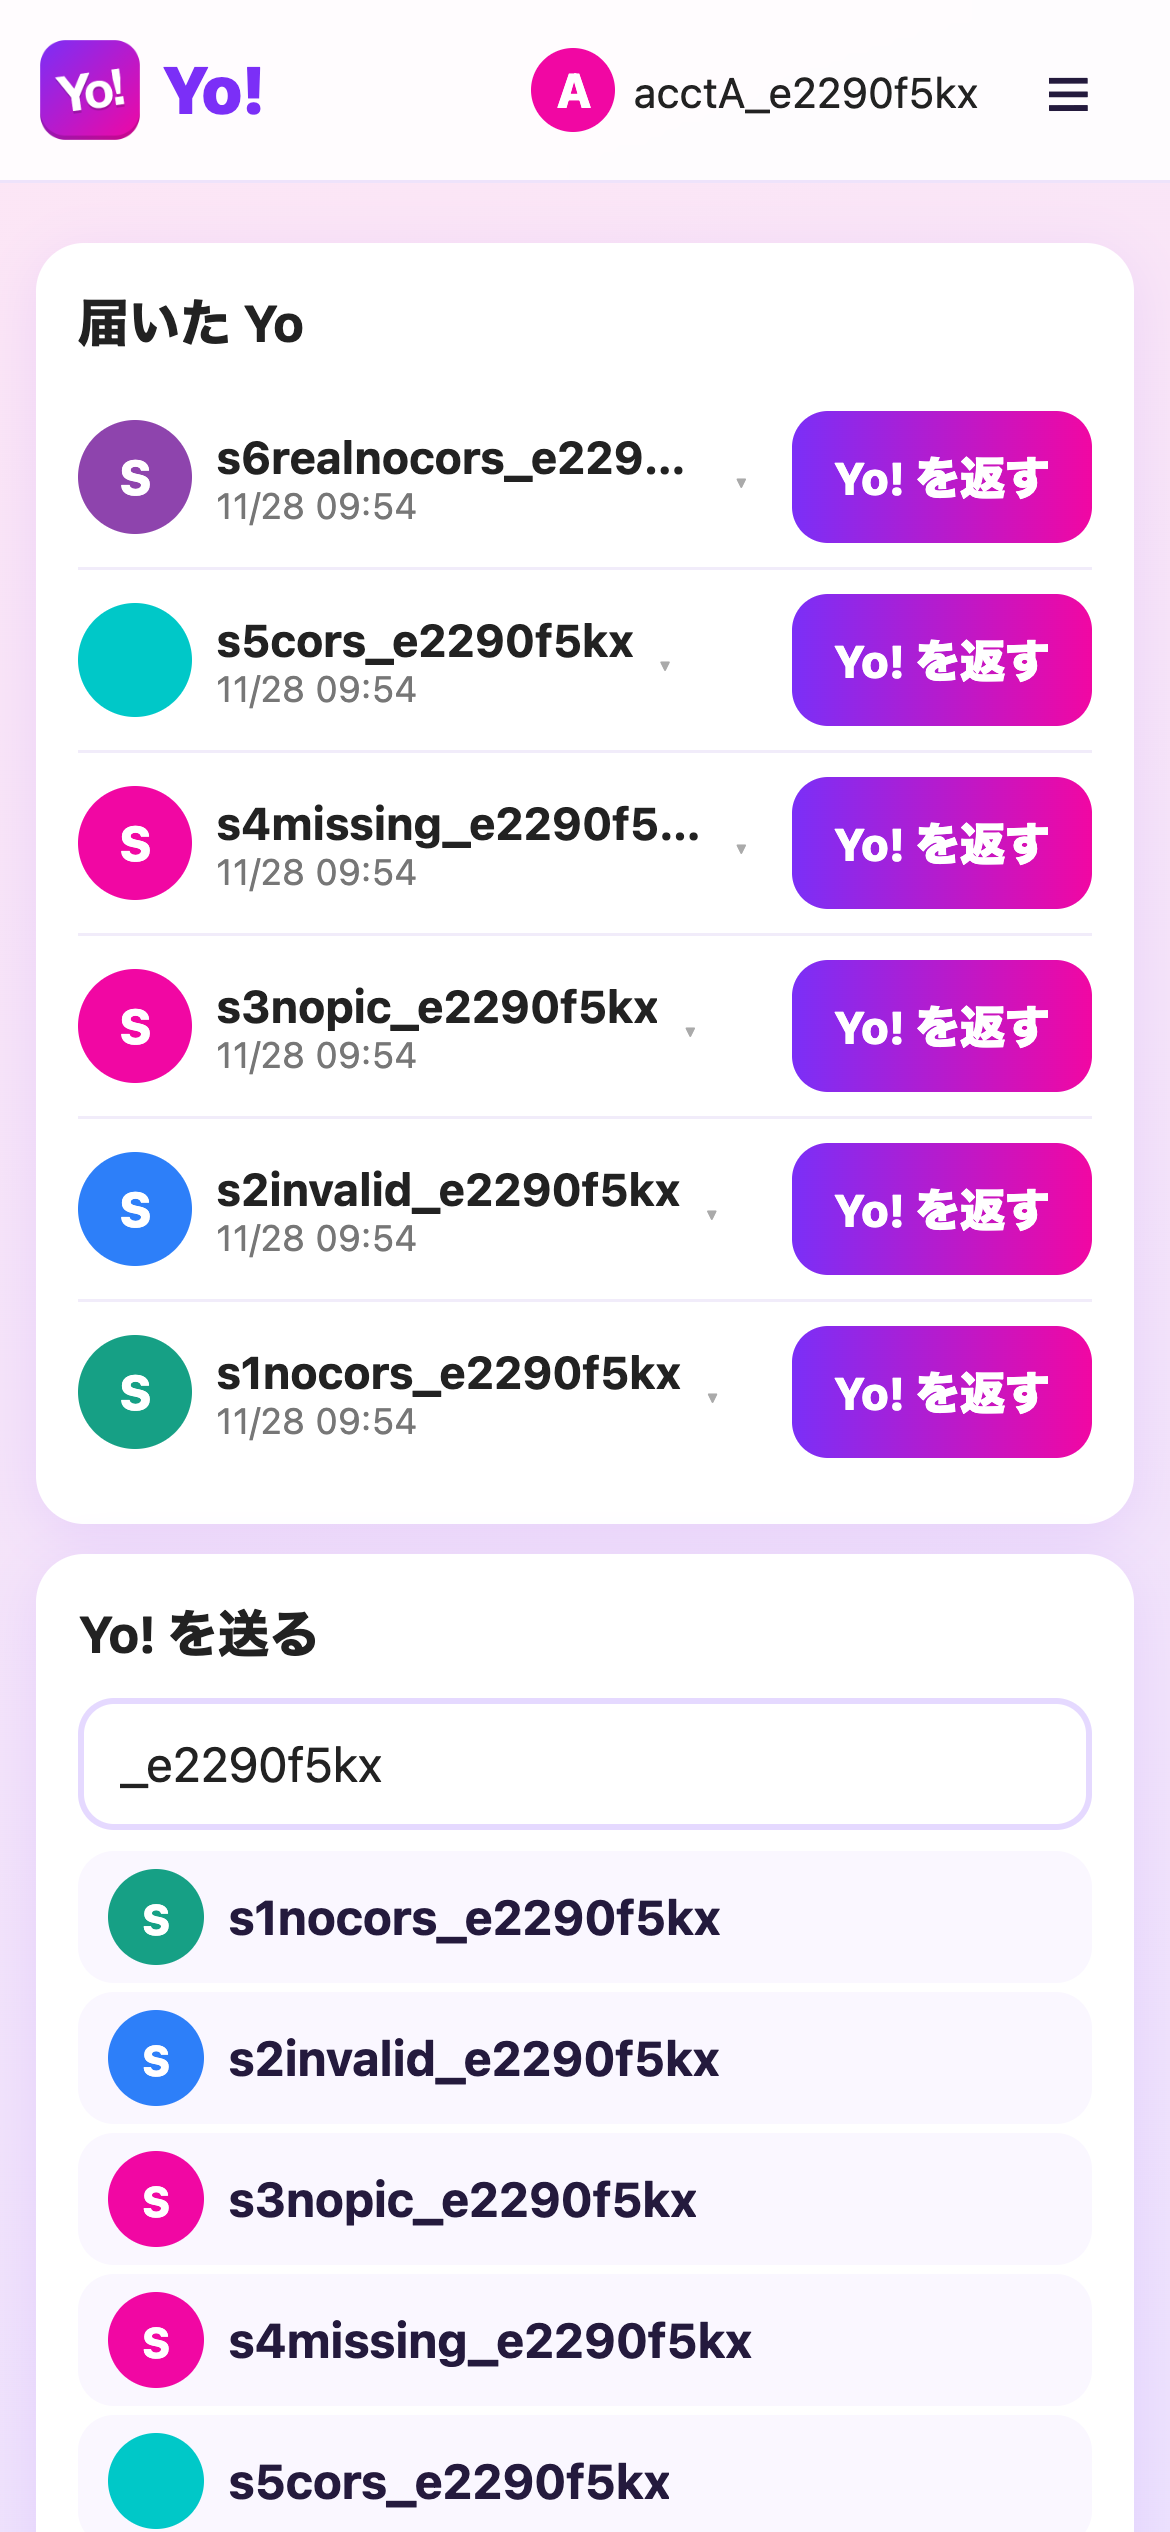 Yo! Yo! A acctA_e2290f5kx
届いた Yo
S s6realnocors_e229... ▼ Yo! を返す
11/28 09:54
s5cors_e2290f5kx ▼ Yo! を返す
11/28 09:54
S s4missing_e2290f5... ▼ Yo! を返す
11/28 09:54
S s3nopic_e2290f5kx ▼ Yo! を返す
11/28 09:54
S s2invalid_e2290f5kx ▼ Yo! を返す
11/28 09:54
S s1nocors_e2290f5kx ▼ Yo! を返す
11/28 09:54
Yo! を送る
_e2290f5kx
S s1nocors_e2290f5kx
S s2invalid_e2290f5kx
S s3nopic_e2290f5kx
S s4missing_e2290f5kx
s5cors_e2290f5kx